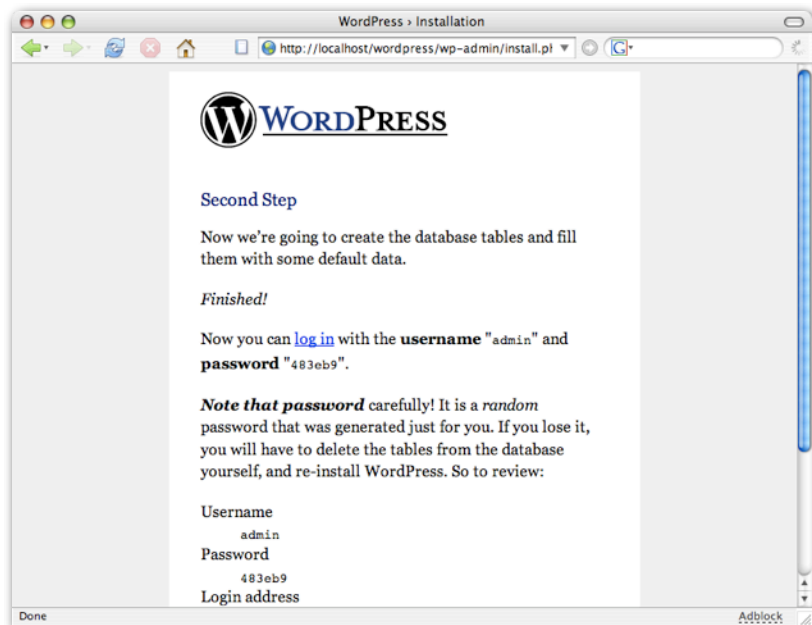 WordPress › Installation
http://localhost/wordpress/wp-admin/install.pl
G
W WORDPRESS
Second Step
Now we're going to create the database tables and fill
them with some default data.
Finished!
Now you can log in with the username "admin" and
password "483eb9".
Note that password carefully! It is a random
password that was generated just for you. If you lose it,
you will have to delete the tables from the database
yourself, and re-install WordPress. So to review:
Username
admin
Password
483eb9
Login address
Done
Adblock